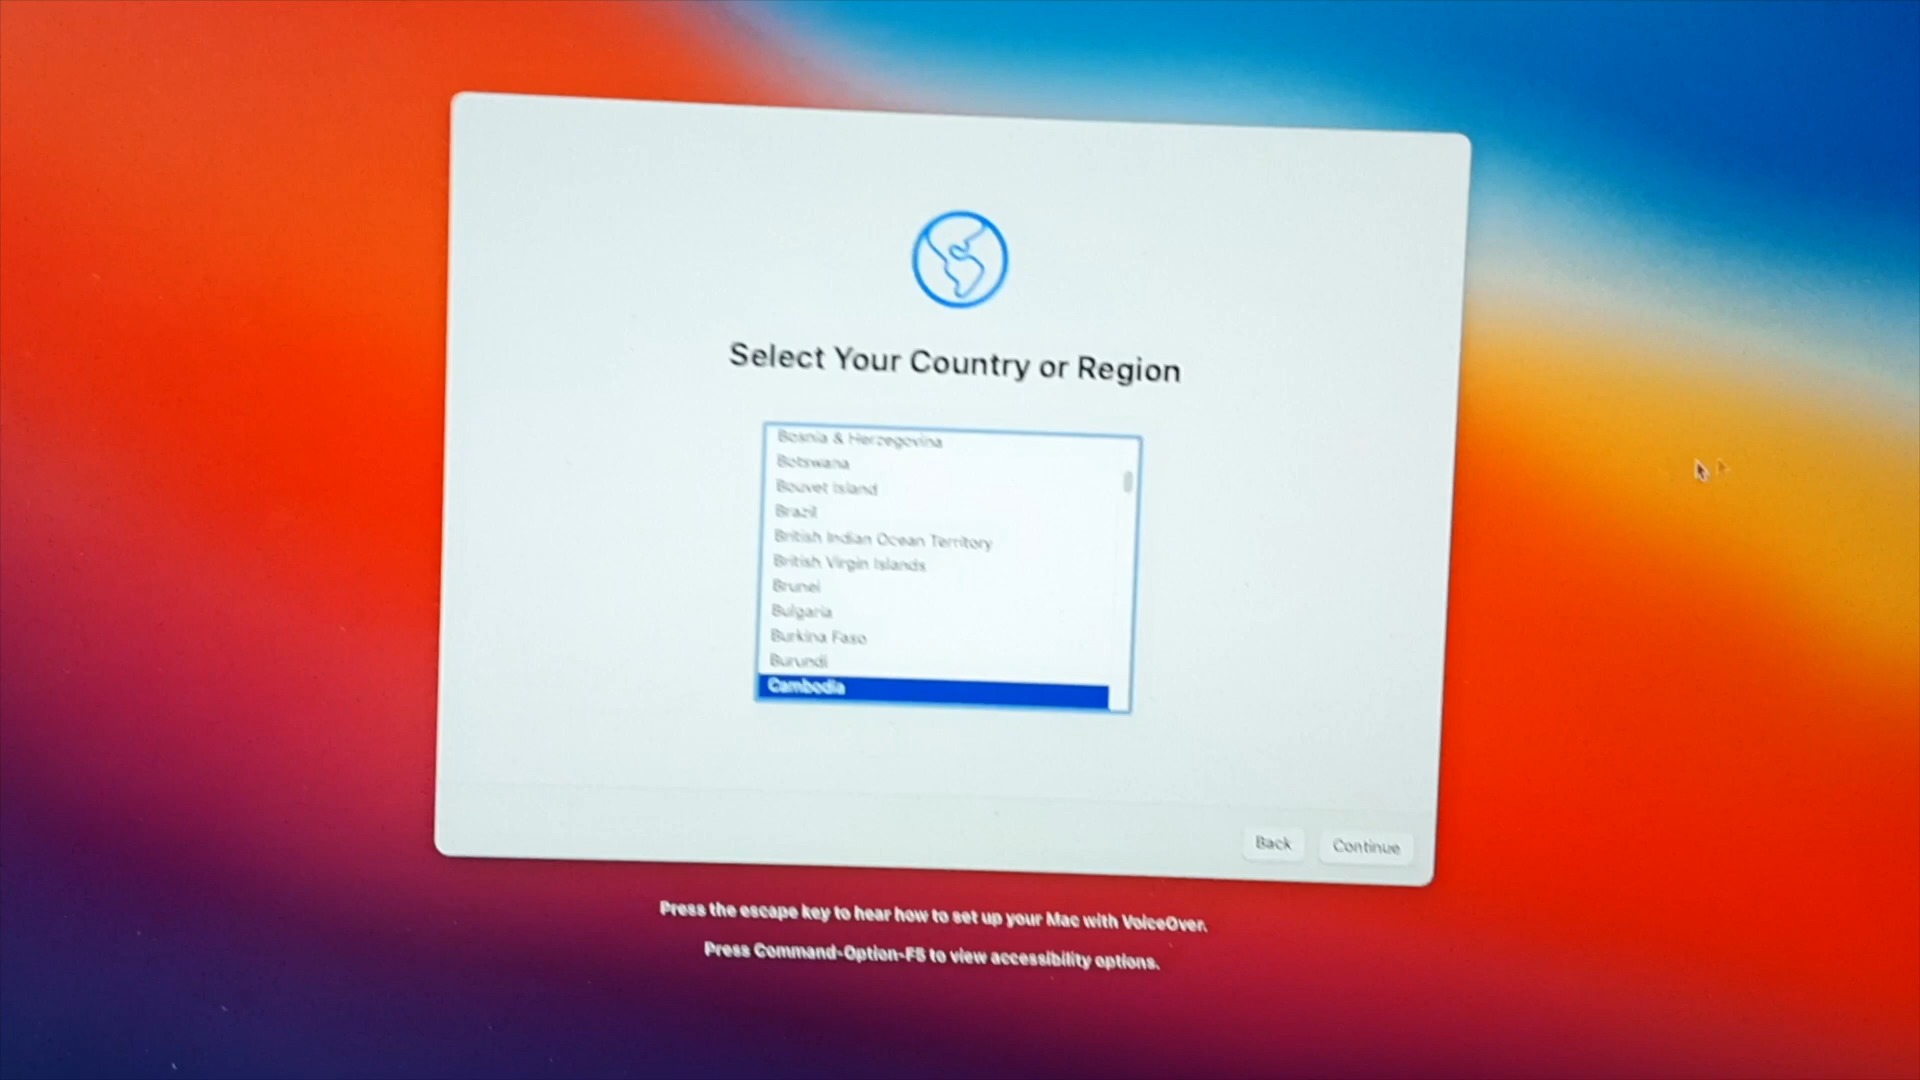 Select Your Country or Region
Bosnia & Herzegovina
Botswana
Bouvet Island
Brazil
British Indian Ocean Territory
British Virgin Islands
Brunei
Bulgaria
Burkina Faso
Burundi
Cambodia
Back
Continue
Press the escape key to hear how to set up your Mac with VoiceOver.
Press Command-Option-F5 to view accessibility options.